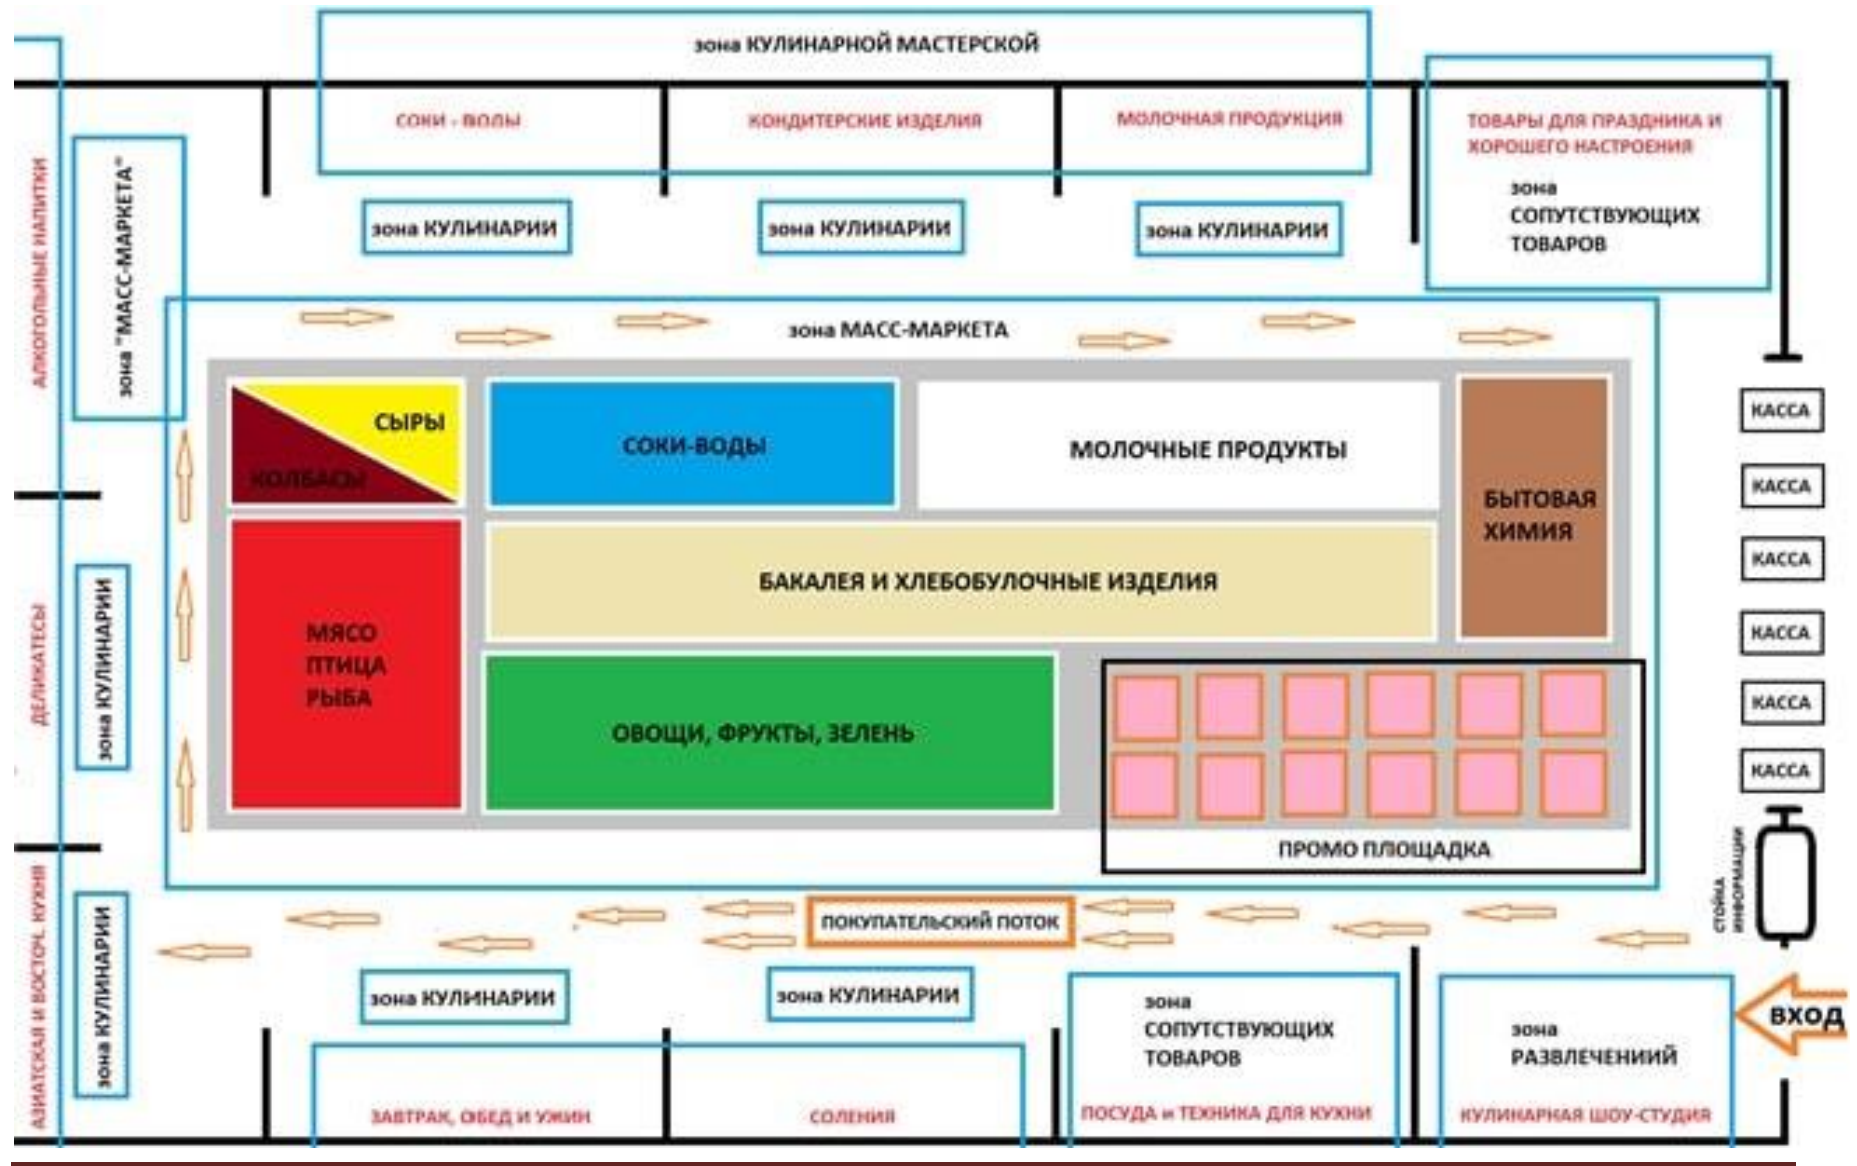 зона КУЛИНАРНОЙ МАСТЕРСКОЙ
СОКИ - ВОДЫ
КОНДИТЕРСКИЕ ИЗДЕЛИЯ
МОЛОЧНАЯ ПРОДУКЦИЯ
ТОВАРЫ ДЛЯ ПРАЗДНИКА И
ХОРОШЕГО НАСТРОЕНИЯ
зона
СОПУТСТВУЮЩИХ
ТОВАРОВ
зона КУЛИНАРИИ
зона КУЛИНАРИИ
зона КУЛИНАРИИ
АЛКОГОЛЬНЫЕ НАПИТКИ
зона "МАСС-МАРКЕТА"
зона МАСС-МАРКЕТА
СЫРЫ
КОЛБАСЫ
СОКИ-ВОДЫ
МОЛОЧНЫЕ ПРОДУКТЫ
БЫТОВАЯ
ХИМИЯ
КАССА
КАССА
КАССА
КАССА
КАССА
КАССА
БАКАЛЕЯ И ХЛЕБОБУЛОЧНЫЕ ИЗДЕЛИЯ
МЯСО
ПТИЦА
РЫБА
ОВОЩИ, ФРУКТЫ, ЗЕЛЕНЬ
ДЕЛИКАТЕСЫ
зона КУЛИНАРИИ
ПРОМО ПЛОЩАДКА
СТОЙКА
ИНФОРМАЦИИ
ПОКУПАТЕЛЬСКИЙ ПОТОК
АЗИАТСКАЯ И ВОСТОЧ. КУХНЯ
зона КУЛИНАРИИ
зона КУЛИНАРИИ
зона КУЛИНАРИИ
зона
СОПУТСТВУЮЩИХ
ТОВАРОВ
зона
РАЗВЛЕЧЕНИИЙ
ВХОД
ЗАВТРАК, ОБЕД И УЖИН
СОЛЕНИЯ
ПОСУДА и ТЕХНИКА ДЛЯ КУХНИ
КУЛИНАРНАЯ ШОУ-СТУДИЯ